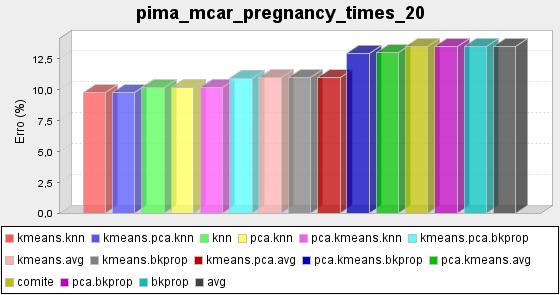 pima_mcar_pregnancy_times_20
Erro (%)
12,5
10,0
7,5
5,0
2,5
0,0
kmeans.knn kmeans.pca.knn knn pca.knn pca.kmeans.knn kmeans.pca.bkprop
kmeans.avg kmeans.bkprop kmeans.pca.avg pca.kmeans.bkprop pca.kmeans.avg
comite pca.bkprop bkprop avg